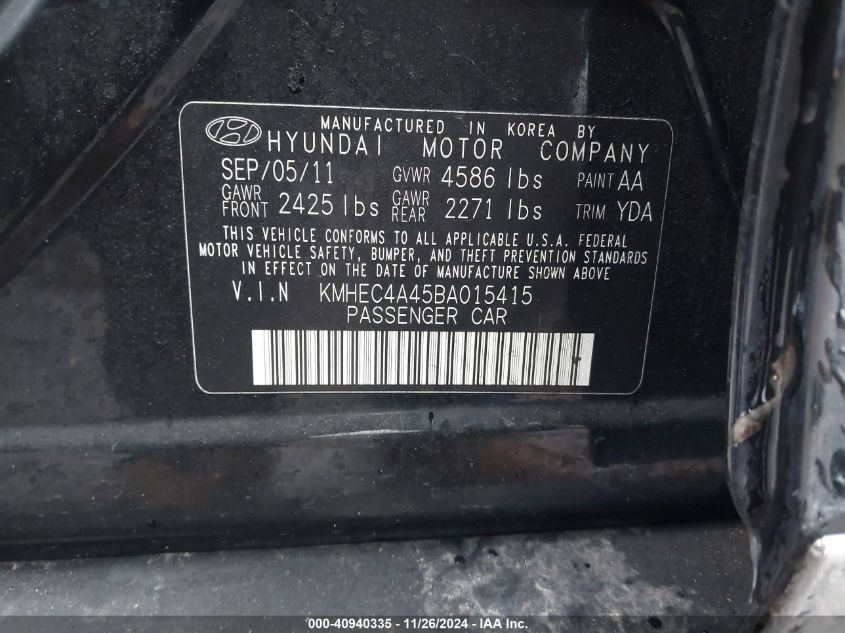 MANUFACTURED IN KOREA BY
HYUNDAI MOTOR COMPANY
SEP/05/11 GVWR 4586 lbs PAINT AA
GAWR FRONT 2425 lbs GAWR REAR 2271 lbs TRIM YDA
THIS VEHICLE CONFORMS TO ALL APPLICABLE U.S.A. FEDERAL
MOTOR VEHICLE SAFETY, BUMPER, AND THEFT PREVENTION STANDARDS
IN EFFECT ON THE DATE OF MANUFACTURE SHOWN ABOVE
V.I.N KMHEC4A45BA015415
PASSENGER CAR
000-40940335 - 11/26/2024 - IAA Inc.